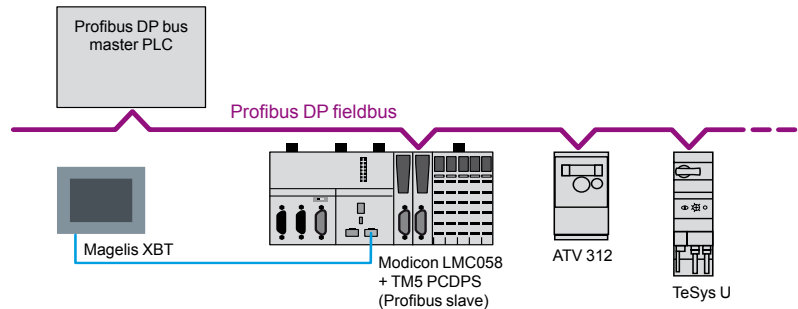 Profibus DP bus
master PLC
Profibus DP fieldbus
Magelis XBT
Modicon LMC058
+ TM5 PCDPS
(Profibus slave)
ATV 312
TeSys U